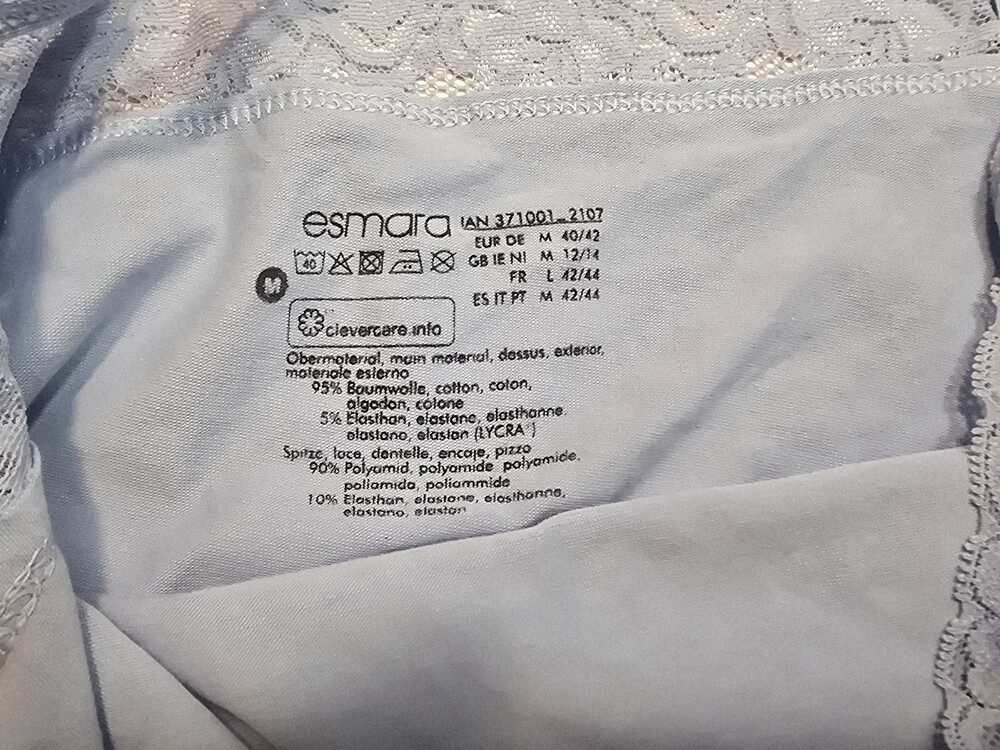 esmara IAN 371001_2107
EUR DE M 40/42
40 GB IE NI M 12/14
M FR L 42/44
ES IT PT M 42/44
clevercare.info
Obermaterial, main material, dessus, exterior,
materiale esterno
95% Baumwolle, cotton, coton,
algodon, cotone
5% Elasthan, elastane, elasthanne,
elastano, elastan (LYCRA®)
Spitze, lace, dentelle, encaje, pizzo
90% Polyamid, polyamide polyamide,
poliamida, poliammide
10% Elasthan, elastane, elasthanne,
elastano, elastan